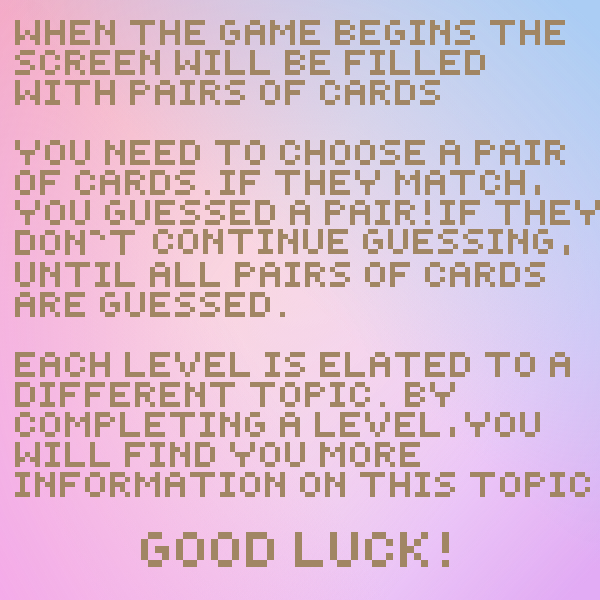 WHEN THE GAME BEGINS THE
SCREEN WILL BE FILLED
WITH PAIRS OF CARDS
YOU NEED TO CHOOSE A PAIR
OF CARDS.IF THEY MATCH,
YOU GUESSED A PAIR!IF THEY
DON`T CONTINUE GUESSING,
UNTIL ALL PAIRS OF CARDS
ARE GUESSED.
EACH LEVEL IS ELATED TO A
DIFFERENT TOPIC. BY
COMPLETING A LEVEL,YOU
WILL FIND YOU MORE
INFORMATION ON THIS TOPIC
GOOD LUCK!